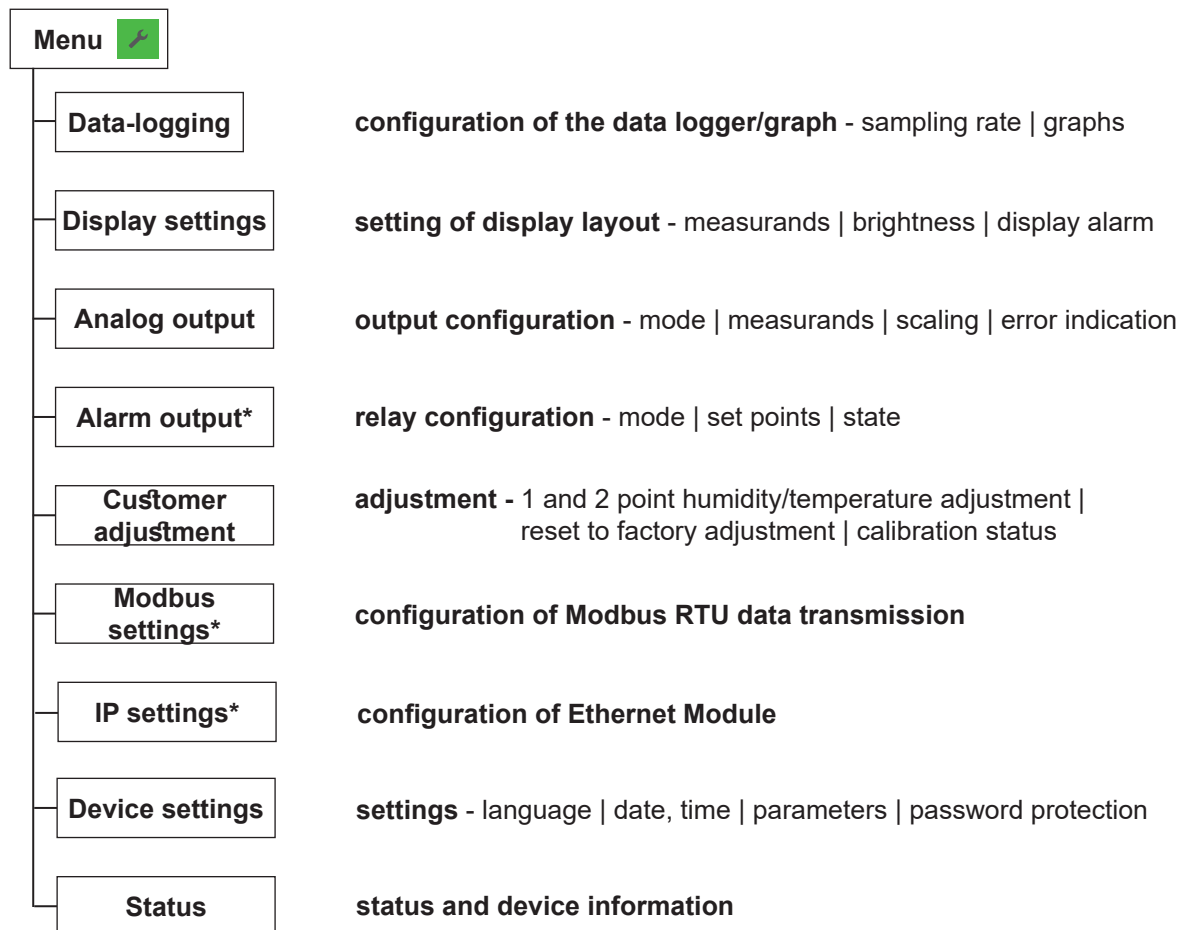 Menu
Data-logging
configuration of the data logger/graph - sampling rate | graphs
Display settings
setting of display layout - measurands | brightness | display alarm
Analog output
output configuration - mode | measurands | scaling | error indication
Alarm output*
relay configuration - mode | set points | state
Customer
adjustment
adjustment - 1 and 2 point humidity/temperature adjustment |
reset to factory adjustment | calibration status
Modbus
settings*
configuration of Modbus RTU data transmission
IP settings*
configuration of Ethernet Module
Device settings
settings - language | date, time | parameters | password protection
Status
status and device information